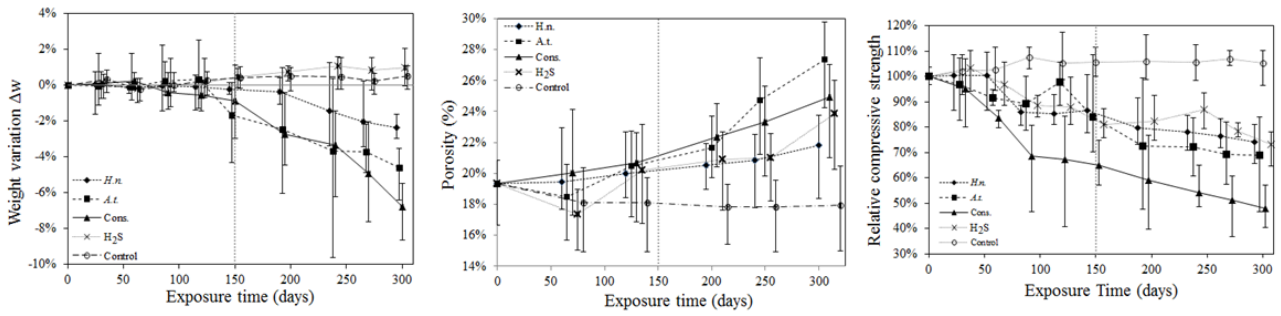 4%
2%
0%
-2%
-4%
-6%
-8%
-10%
Weight variation Δw
H.n.
A.t.
Cons.
H2S
Control
0 50 100 150 200 250 300
Exposure time (days)
30%
28%
26%
24%
22%
20%
18%
16%
14%
Porosity (%)
H.n.
A.t.
Cons.
H2S
Control
0 50 100 150 200 250 300
Exposure time (days)
120%
110%
100%
90%
80%
70%
60%
50%
40%
30%
Relative compressive strength
H.n.
A.t.
Cons.
H2S
Control
0 50 100 150 200 250 300
Exposure Time (days)